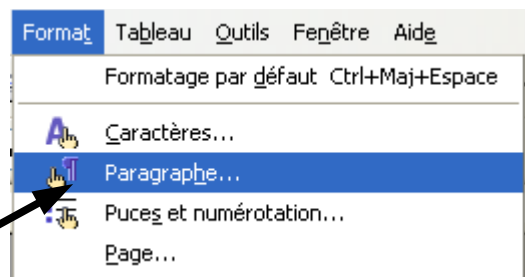 Format Tableau Outils Fenêtre Aide
Formatage par défaut Ctrl+Maj+Espace
Caractères...
Paragraphe...
Puces et numérotation...
Page...